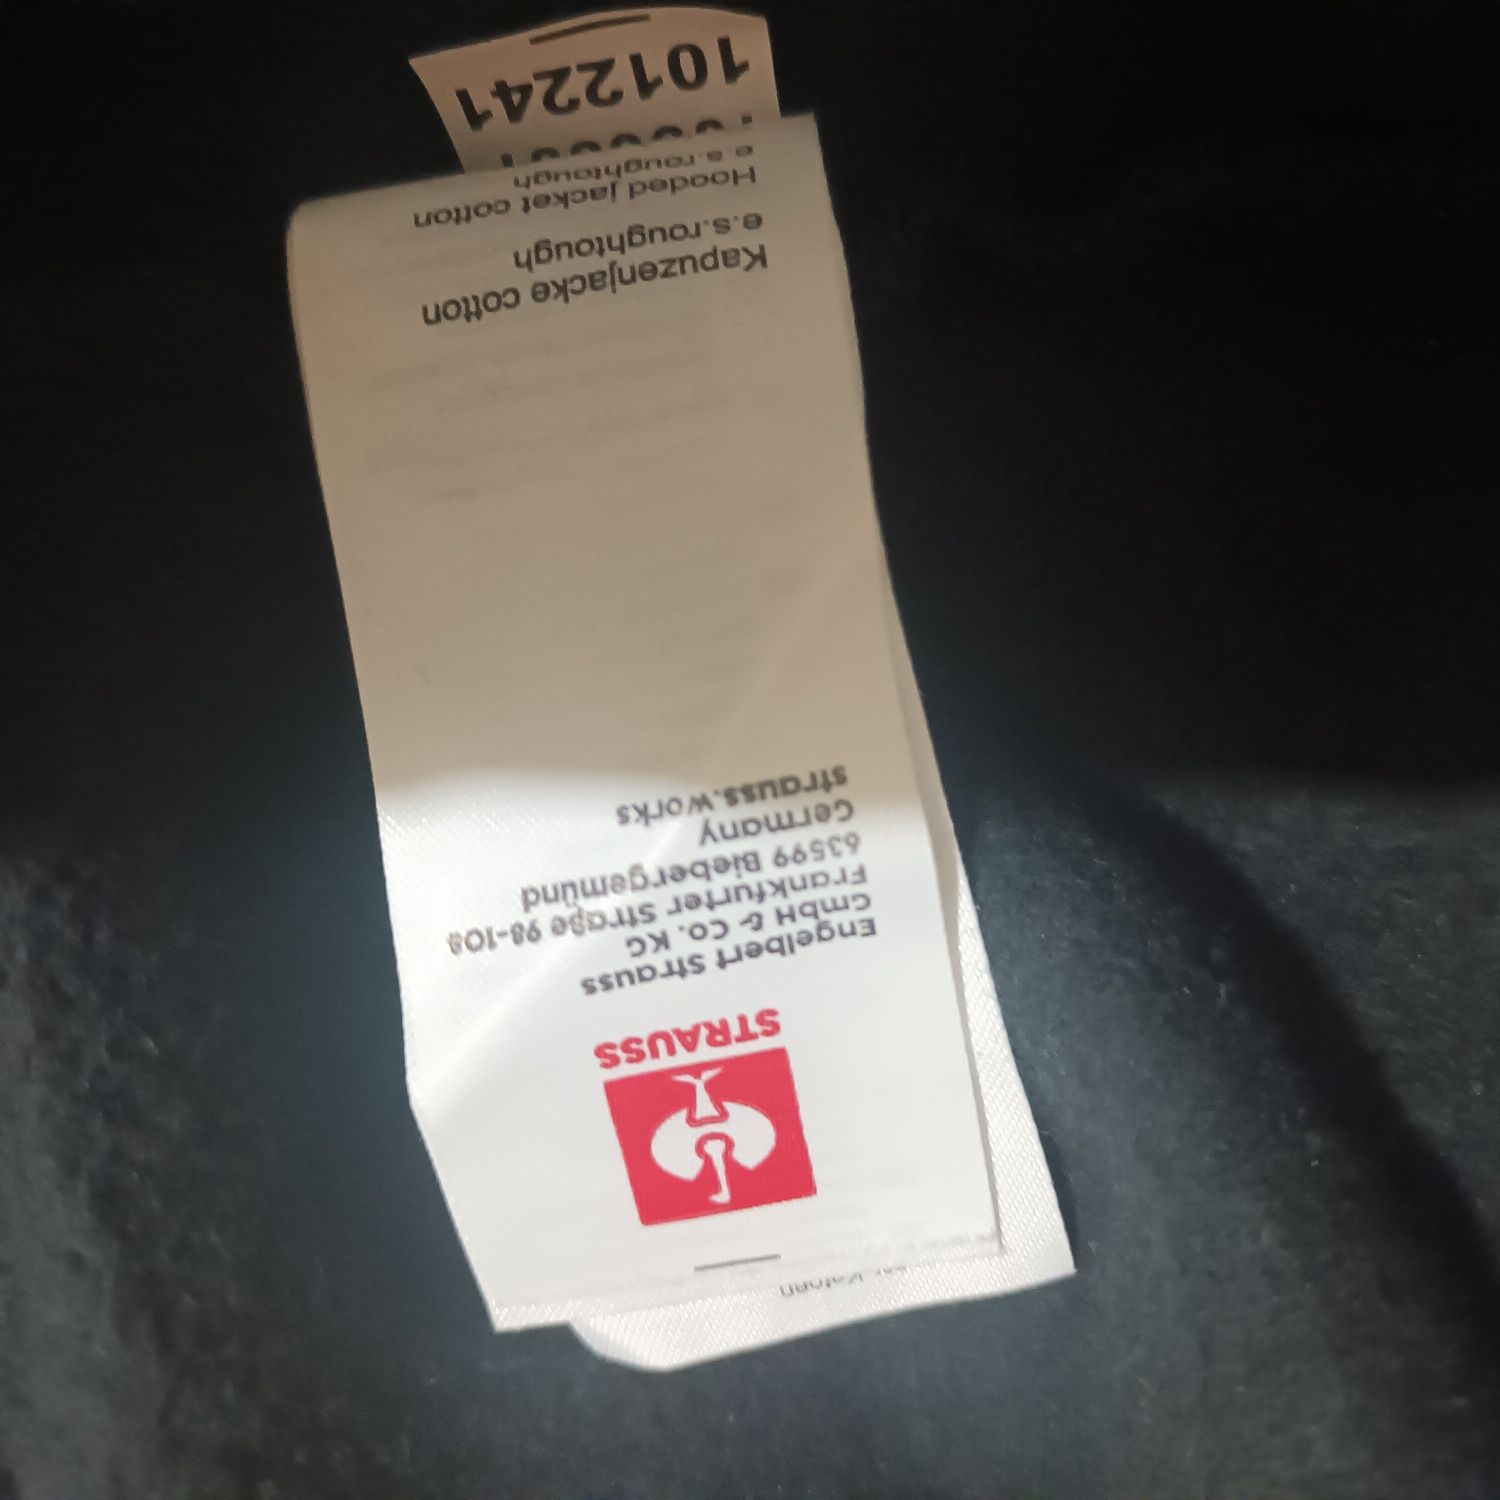 Katoen
STRAUSS
Engelbert Strauss
GmbH & Co. KG
Frankfurter Straße 98-108
63599 Biebergemünd
Germany
strauss.works
Kapuzenjacke cotton
e.s.roughtough
Hooded jacket cotton
e.s.roughtough
1012241